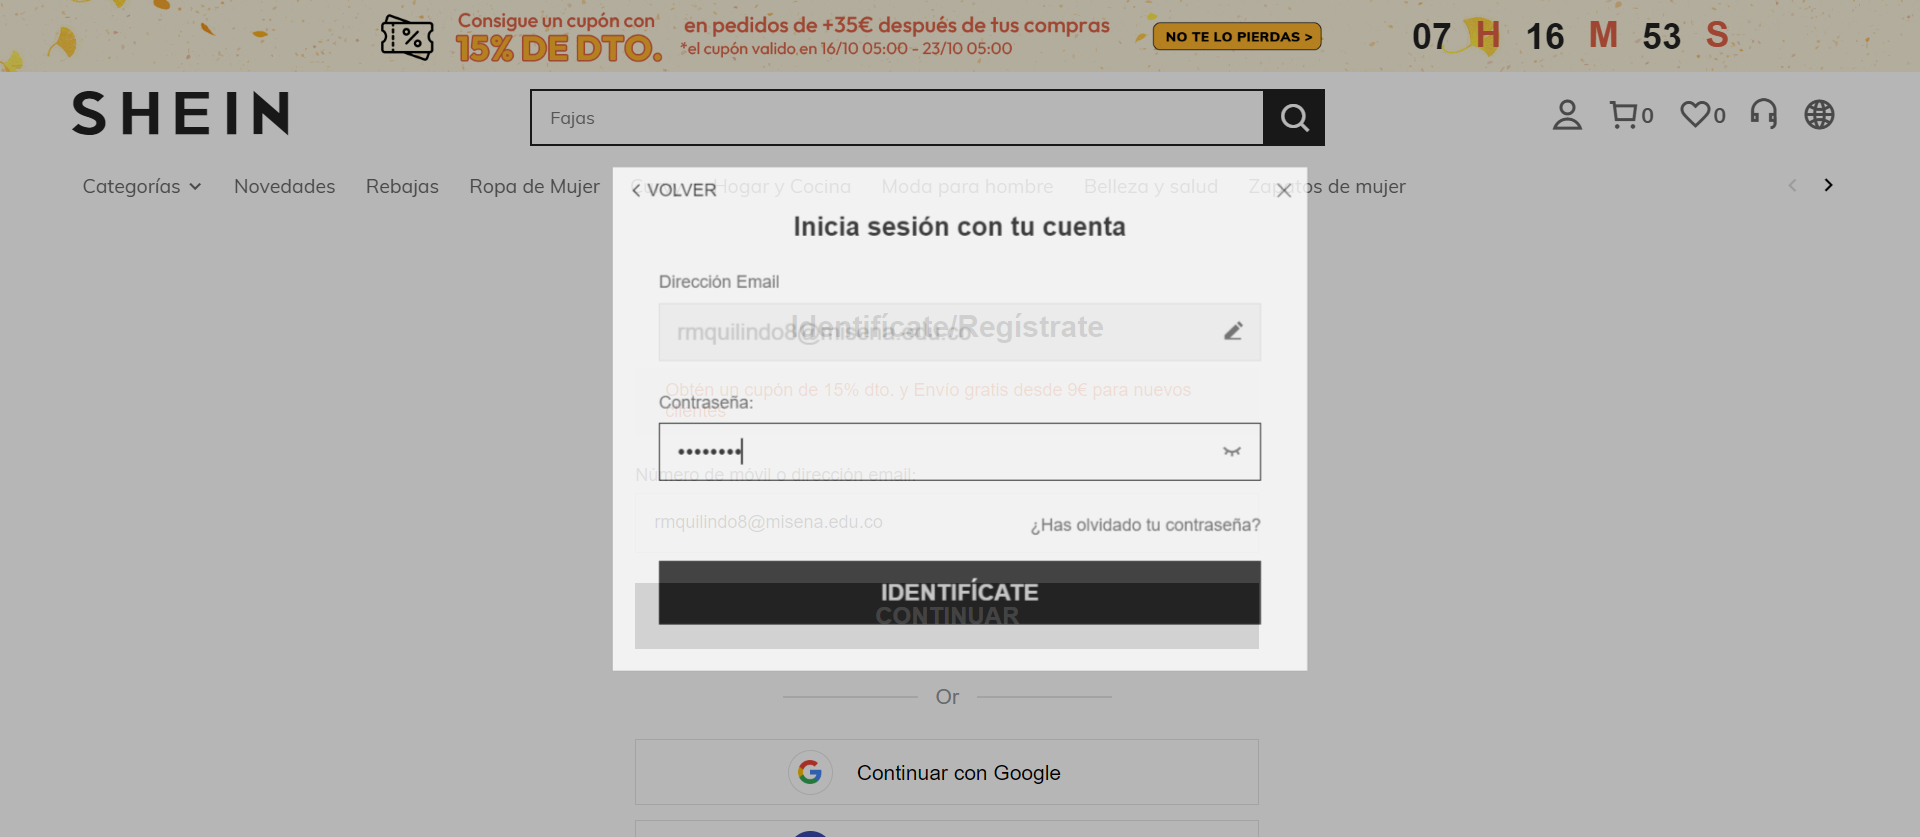 Consigue un cupón con
15% DE DTO.
en pedidos de +35€ después de tus compras
*el cupón valido en 16/10 05:00 - 23/10 05:00
NO TE LO PIERDAS >
07 H 16 M 53 S
SHEIN
Fajas
0
0
Categorías
Novedades
Rebajas
Ropa de Mujer
Hogar y Cocina
Moda para hombre
Belleza y salud
Zapatos de mujer
< VOLVER
Inicia sesión con tu cuenta
Dirección Email
rmquilindo8@misena.edu.co
Identifícate/Regístrate
Obtén un cupón de 15% dto. y Envío gratis desde 9€ para nuevos
clientes
Contraseña:
••••••••
Número de móvil o dirección email:
rmquilindo8@misena.edu.co
¿Has olvidado tu contraseña?
IDENTIFÍCATE
CONTINUAR
Or
Continuar con Google